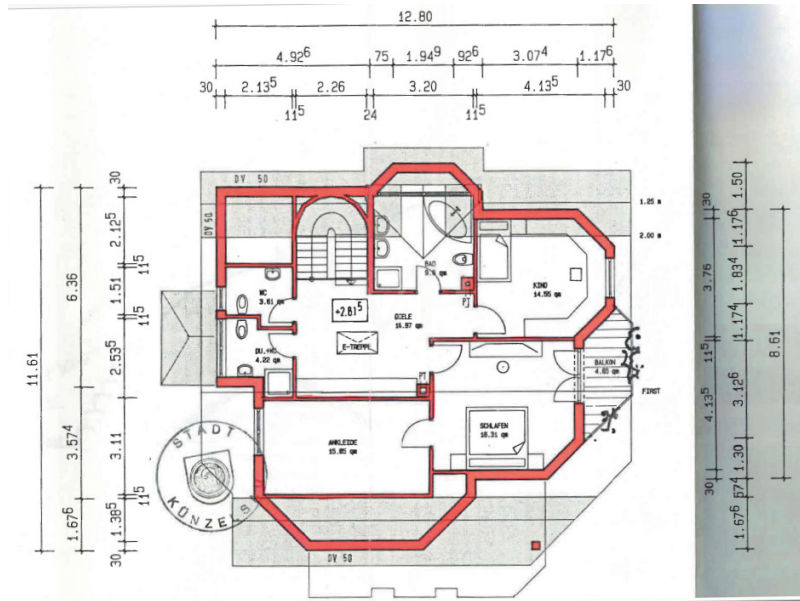 12.80
4.92⁶ 75 1.94⁹ 92⁶ 3.07⁴ 1.17⁶
30 2.13⁵ 2.26 3.20 4.13⁵ 30
11⁵ 24 11⁵
DV 50
DV 50
1.25 m
2.00 m
BAD
KIND
14.55 qm
WC
3.61 qm
+2.81⁵
DIELE
16.97 qm
PT
E-TREPPE
DU.+WC
4.22 qm
PT
BALKON
4.65 qm
FIRST
SCHLAFEN
18.31 qm
ANKLEIDE
15.05 qm
STADT
KÜNZELS
DV 50
11.61
6.36
3.57⁴
1.67⁶
30
2.12⁵
11⁵
1.51
11⁵
2.53⁵
3.11
11⁵
1.38⁵
30
30
3.76
11⁵
4.13⁵
30
1.50
1.17⁶
1.83⁴
1.17⁴
3.12⁶
1.30
57⁴
1.67⁶
8.61